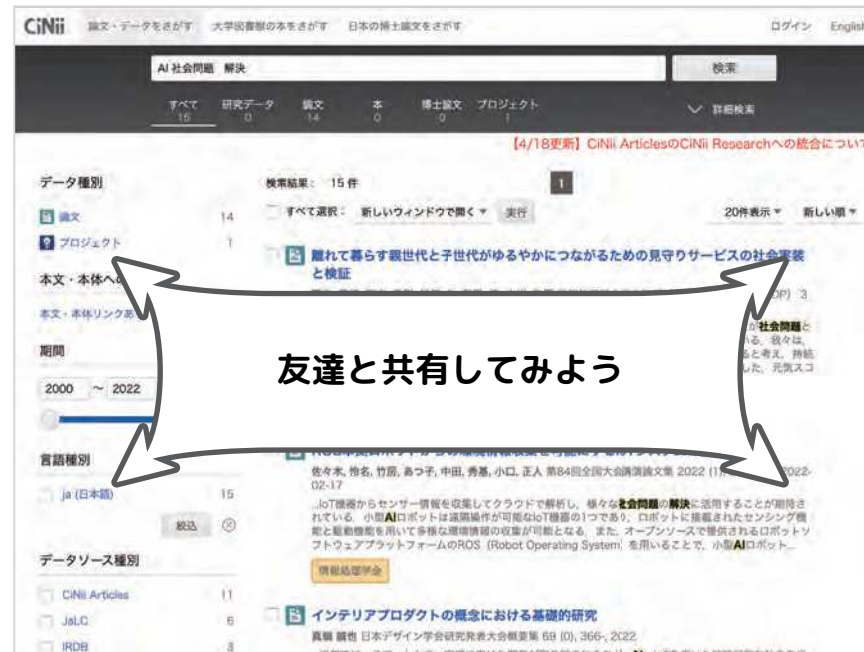 CiNii 論文・データをさがす 大学図書館の本をさがす 日本の博士論文をさがす ログイン English
AI 社会問題 解決 検索
すべて 研究データ 論文 本 博士論文 プロジェクト 詳細検索
15 0 14 0 0 1
【4/18更新】CiNii ArticlesのCiNii Researchへの統合について
データ種別
検索結果: 15 件 1
論文 14
すべて選択: 新しいウィンドウで開く 実行 20件表示 新しい順
プロジェクト 1
離れて暮らす親世代と子世代がゆるやかにつながるための見守りサービスの社会実装
と検証
本文・本体への
DP) 3
本文・本体リンクあ
が社会問題と
いる。我々は、
ると考え、持続
した、元気スコ
期間
2000 ~ 2022
友達と共有してみよう
言語種別
ja (日本語) 15
絞込
佐々木, 怜名, 竹房, あつ子, 中田, 秀基, 小口, 正人 第84回全国大会講演論文集 2022 (1), 2022-
02-17
...IoT機器からセンサー情報を収集してクラウドで解析し、様々な社会問題の解決に活用することが期待さ
れている。小型AIロボットは遠隔操作が可能なIoT機器の1つであり、ロボットに搭載されたセンシング機
能と駆動機能を用いて多様な環境情報の収集が可能となる。また、オープンソースで提供されるロボットソ
フトウェアプラットフォームのROS（Robot Operating System）を用いることで、小型AIロボット...
情報処理学会
データソース種別
CiNii Articles 11
JaLC 6
IRDB 3
インテリアプロダクトの概念における基礎的研究
真鍋 誠也 日本デザイン学会研究発表大会概要集 69 (0), 366-, 2022